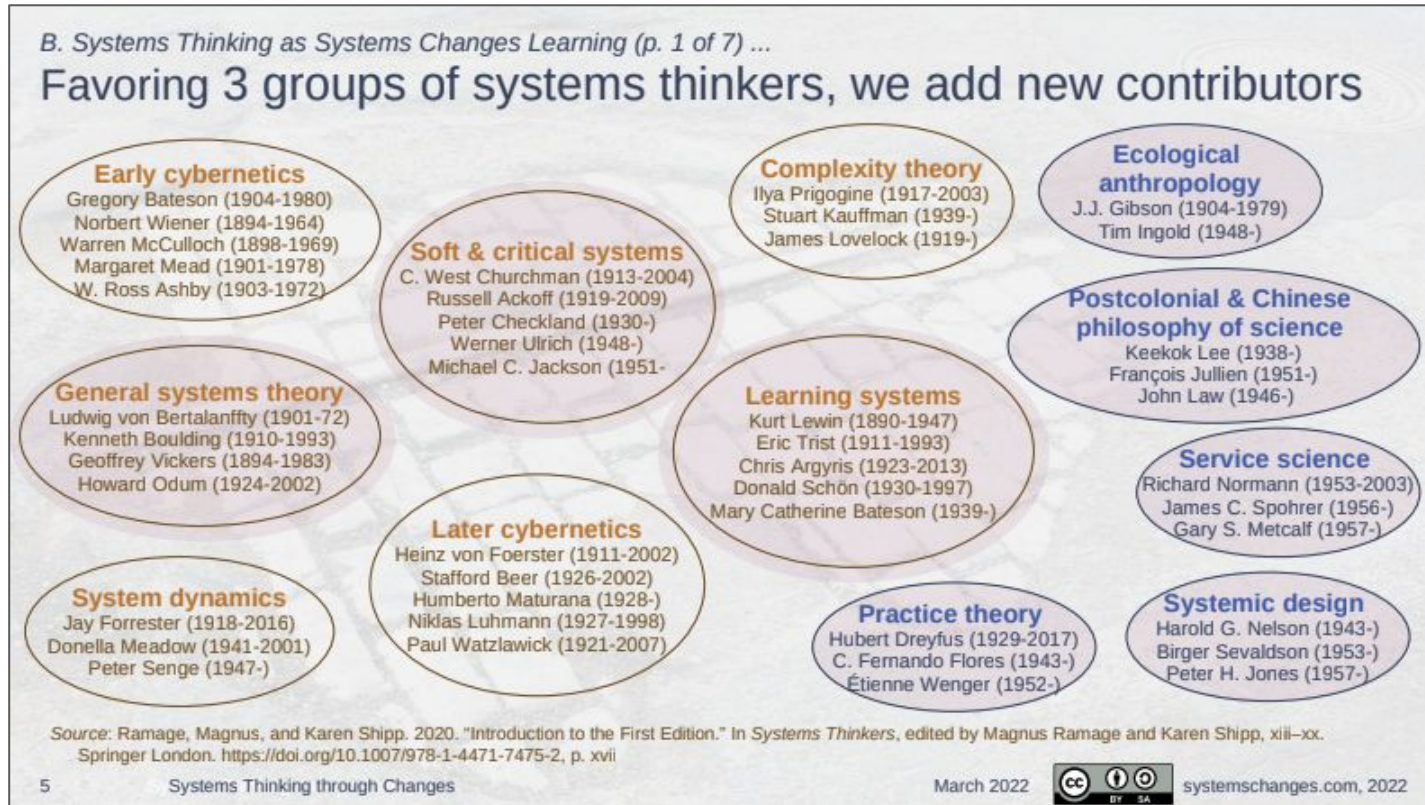 B. Systems Thinking as Systems Changes Learning (p. 1 of 7) ...
Favoring 3 groups of systems thinkers, we add new contributors
Early cybernetics
Gregory Bateson (1904-1980)
Norbert Wiener (1894-1964)
Warren McCulloch (1898-1969)
Margaret Mead (1901-1978)
W. Ross Ashby (1903-1972)
Soft & critical systems
C. West Churchman (1913-2004)
Russell Ackoff (1919-2009)
Peter Checkland (1930-)
Werner Ulrich (1948-)
Michael C. Jackson (1951-
Complexity theory
Ilya Prigogine (1917-2003)
Stuart Kauffman (1939-)
James Lovelock (1919-)
Ecological
anthropology
J.J. Gibson (1904-1979)
Tim Ingold (1948-)
Postcolonial & Chinese
philosophy of science
Keekok Lee (1938-)
François Jullien (1951-)
John Law (1946-)
General systems theory
Ludwig von Bertalanffty (1901-72)
Kenneth Boulding (1910-1993)
Geoffrey Vickers (1894-1983)
Howard Odum (1924-2002)
Learning systems
Kurt Lewin (1890-1947)
Eric Trist (1911-1993)
Chris Argyris (1923-2013)
Donald Schön (1930-1997)
Mary Catherine Bateson (1939-)
Service science
Richard Normann (1953-2003)
James C. Spohrer (1956-)
Gary S. Metcalf (1957-)
Later cybernetics
Heinz von Foerster (1911-2002)
Stafford Beer (1926-2002)
Humberto Maturana (1928-)
Niklas Luhmann (1927-1998)
Paul Watzlawick (1921-2007)
System dynamics
Jay Forrester (1918-2016)
Donella Meadow (1941-2001)
Peter Senge (1947-)
Practice theory
Hubert Dreyfus (1929-2017)
C. Fernando Flores (1943-)
Étienne Wenger (1952-)
Systemic design
Harold G. Nelson (1943-)
Birger Sevaldson (1953-)
Peter H. Jones (1957-)
Source: Ramage, Magnus, and Karen Shipp. 2020. "Introduction to the First Edition." In Systems Thinkers, edited by Magnus Ramage and Karen Shipp, xiii–xx.
Springer London. https://doi.org/10.1007/978-1-4471-7475-2, p. xvii
5 Systems Thinking through Changes March 2022 cc BY SA systemschanges.com, 2022